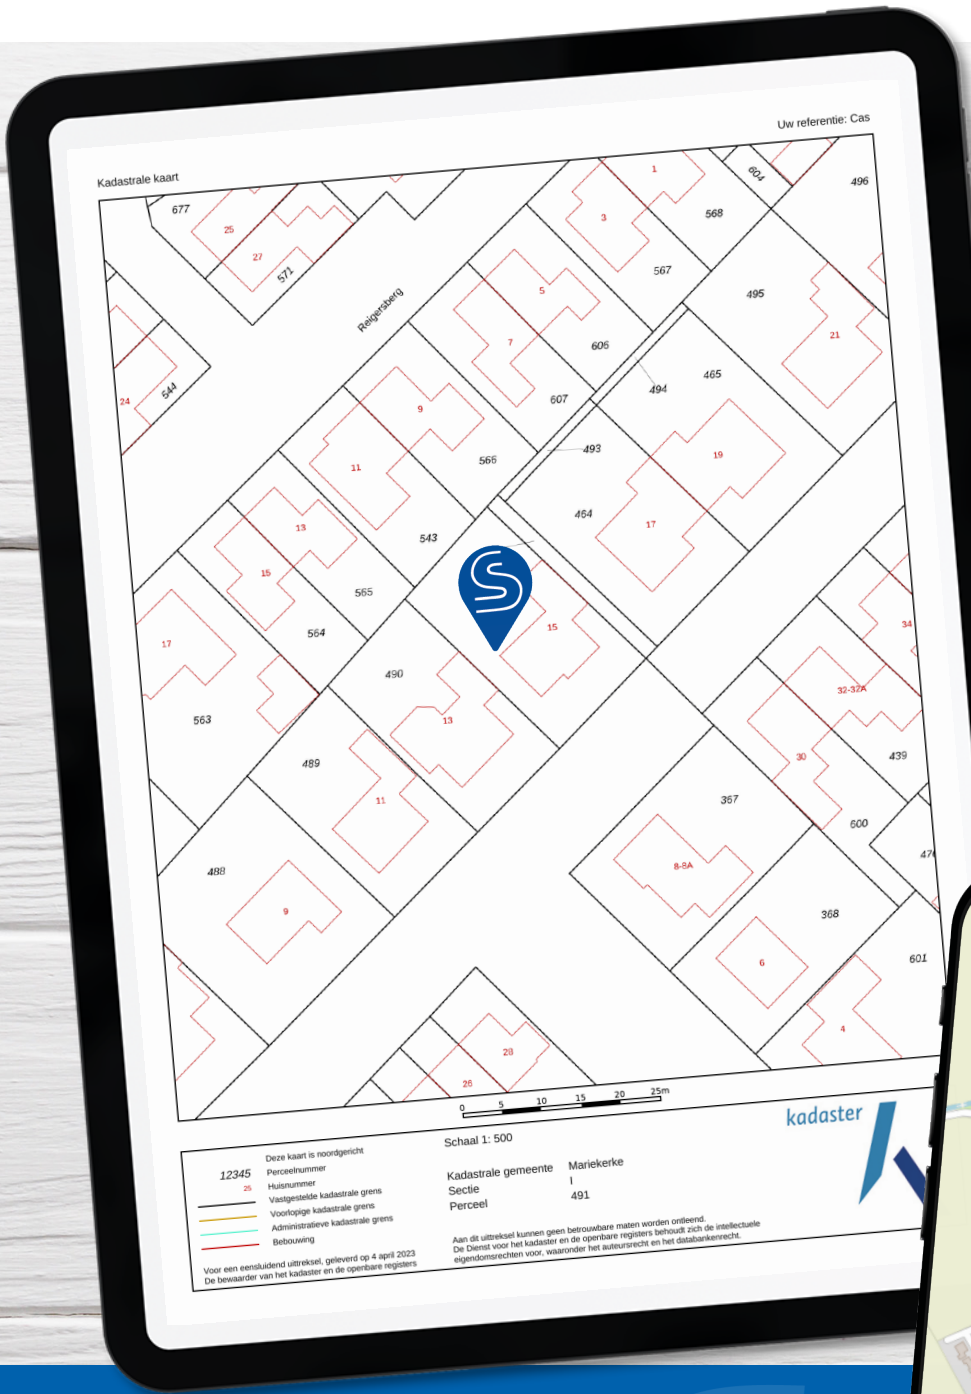 Uw referentie: Cas
Kadastrale kaart
677
25
27
571
1
3
604
496
568
567
Reigersberg
5
7
606
607
495
21
544
24
9
11
566
494
465
493
19
464
17
13
15
543
565
564
S
15
17
563
490
13
34
32-32A
30
439
489
11
367
600
488
9
8-8A
368
6
601
4
28
26
0 5 10 15 20 25m
Schaal 1: 500
kadaster
12345
Deze kaart is noordgericht
Perceelnummer
25
Huisnummer
Vastgestelde kadastrale grens
Voorlopige kadastrale grens
Administratieve kadastrale grens
Bebouwing
Kadastrale gemeente Mariekerke
Sectie I
Perceel 491
Voor een eensluidend uittreksel, geleverd op 4 april 2023
De bewaarder van het kadaster en de openbare registers
Aan dit uittreksel kunnen geen betrouwbare maten worden ontleend.
De Dienst voor het kadaster en de openbare registers behoudt zich de intellectuele
eigendomsrechten voor, waaronder het auteursrecht en het databankenrecht.